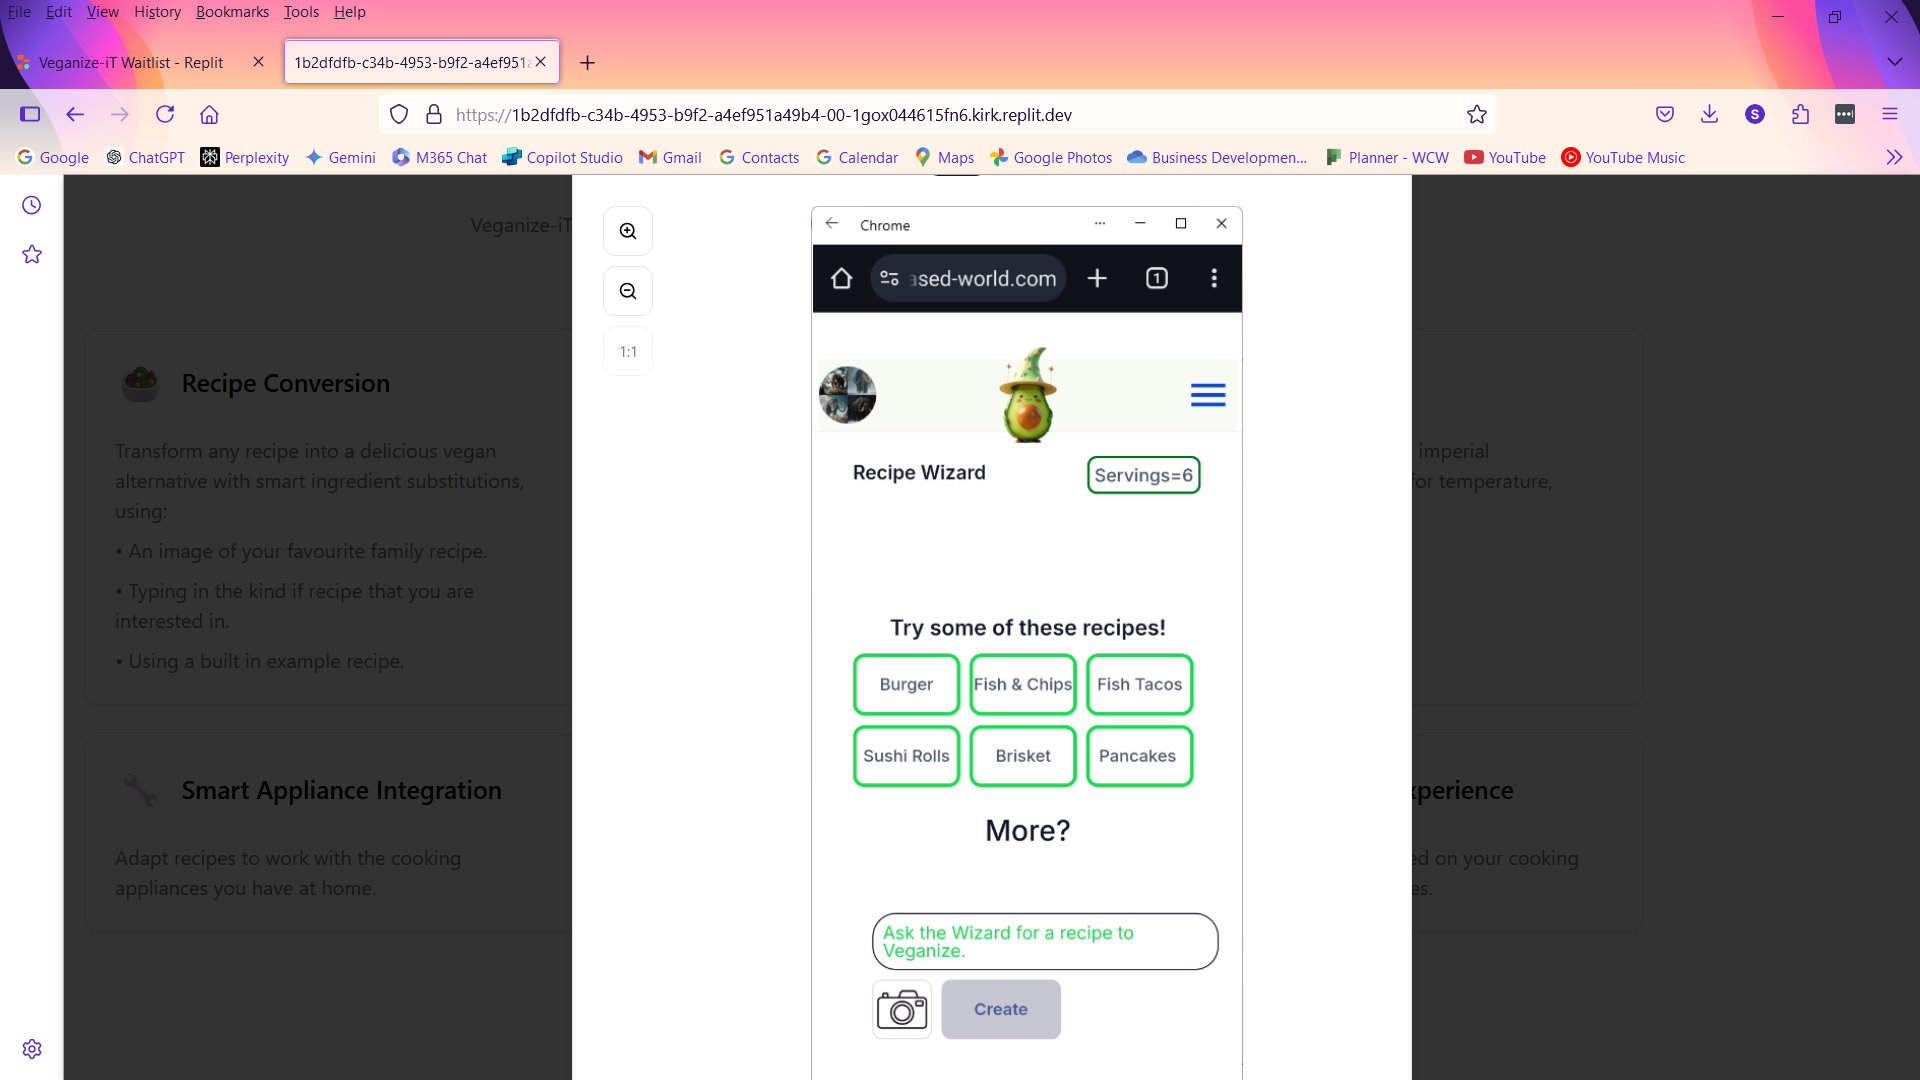 File Edit View History Bookmarks Tools Help
Veganize-iT Waitlist - Replit
1b2dfdfb-c34b-4953-b9f2-a4ef951
https://1b2dfdfb-c34b-4953-b9f2-a4ef951a49b4-00-1gox044615fn6.kirk.replit.dev
S
Google ChatGPT Perplexity Gemini M365 Chat Copilot Studio Gmail Contacts Calendar Maps Google Photos Business Developmen... Planner - WCW YouTube YouTube Music
Veganize-iT
Recipe Conversion
Transform any recipe into a delicious vegan
alternative with smart ingredient substitutions,
using:
• An image of your favourite family recipe.
• Typing in the kind if recipe that you are
interested in.
• Using a built in example recipe.
Smart Appliance Integration
Adapt recipes to work with the cooking
appliances you have at home.
1:1
Chrome
ased-world.com
1
Recipe Wizard
Servings=6
Try some of these recipes!
Burger Fish & Chips Fish Tacos
Sushi Rolls Brisket Pancakes
More?
Ask the Wizard for a recipe to
Veganize.
Create
imperial
for temperature,
xperience
ed on your cooking
es.